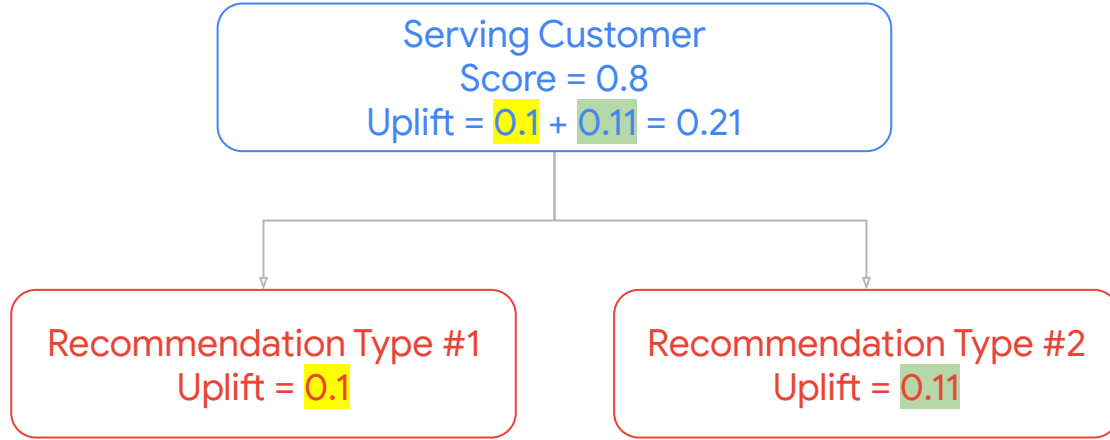 Serving Customer
Score = 0.8
Uplift = 0.1 + 0.11 = 0.21
Recommendation Type #1
Uplift = 0.1
Recommendation Type #2
Uplift = 0.11